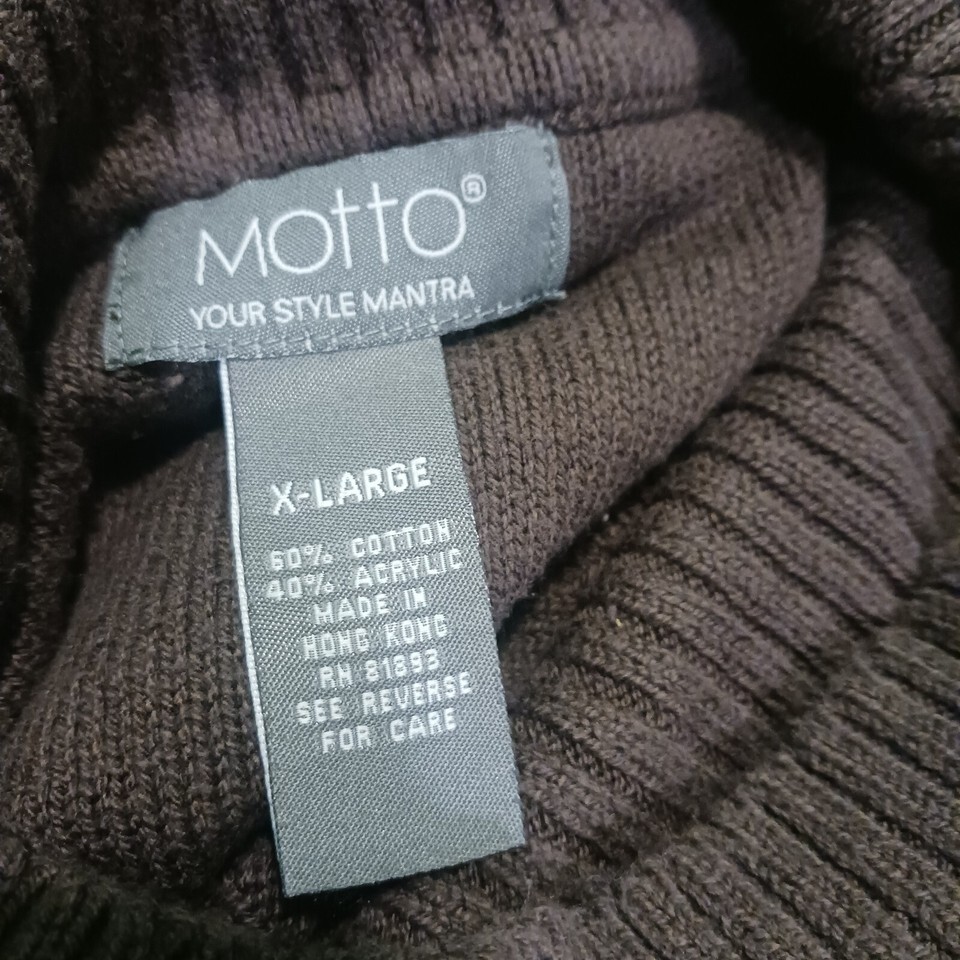 Motto®
YOUR STYLE MANTRA
X-LARGE
60% COTTON
40% ACRYLIC
MADE IN
HONG KONG
RN 81893
SEE REVERSE
FOR CARE